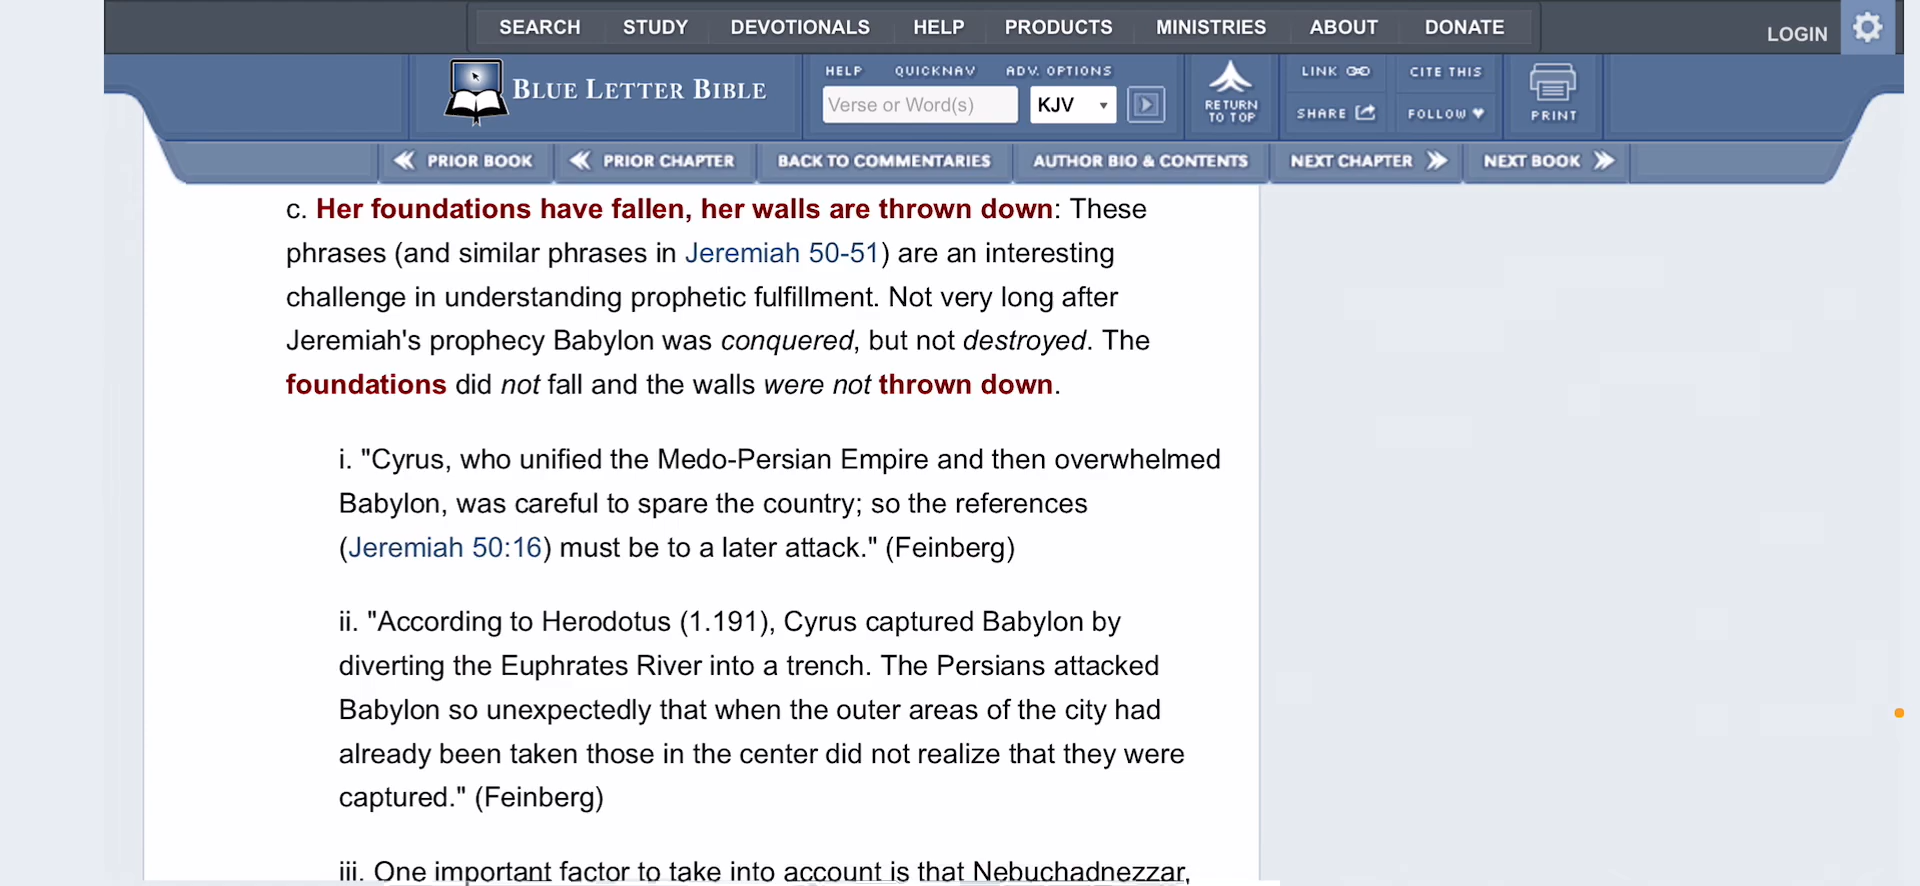 SEARCH STUDY DEVOTIONALS HELP PRODUCTS MINISTRIES ABOUT DONATE LOGIN
BLUE LETTER BIBLE
HELP QUICKNAV ADV. OPTIONS
Verse or Word(s) KJV
RETURN
TO TOP
LINK CITE THIS
SHARE FOLLOW
PRINT
PRIOR BOOK PRIOR CHAPTER BACK TO COMMENTARIES AUTHOR BIO & CONTENTS NEXT CHAPTER NEXT BOOK
c. Her foundations have fallen, her walls are thrown down: These
phrases (and similar phrases in Jeremiah 50-51) are an interesting
challenge in understanding prophetic fulfillment. Not very long after
Jeremiah's prophecy Babylon was conquered, but not destroyed. The
foundations did not fall and the walls were not thrown down.
i. "Cyrus, who unified the Medo-Persian Empire and then overwhelmed
Babylon, was careful to spare the country; so the references
(Jeremiah 50:16) must be to a later attack." (Feinberg)
ii. "According to Herodotus (1.191), Cyrus captured Babylon by
diverting the Euphrates River into a trench. The Persians attacked
Babylon so unexpectedly that when the outer areas of the city had
already been taken those in the center did not realize that they were
captured." (Feinberg)
iii. One important factor to take into account is that Nebuchadnezzar,